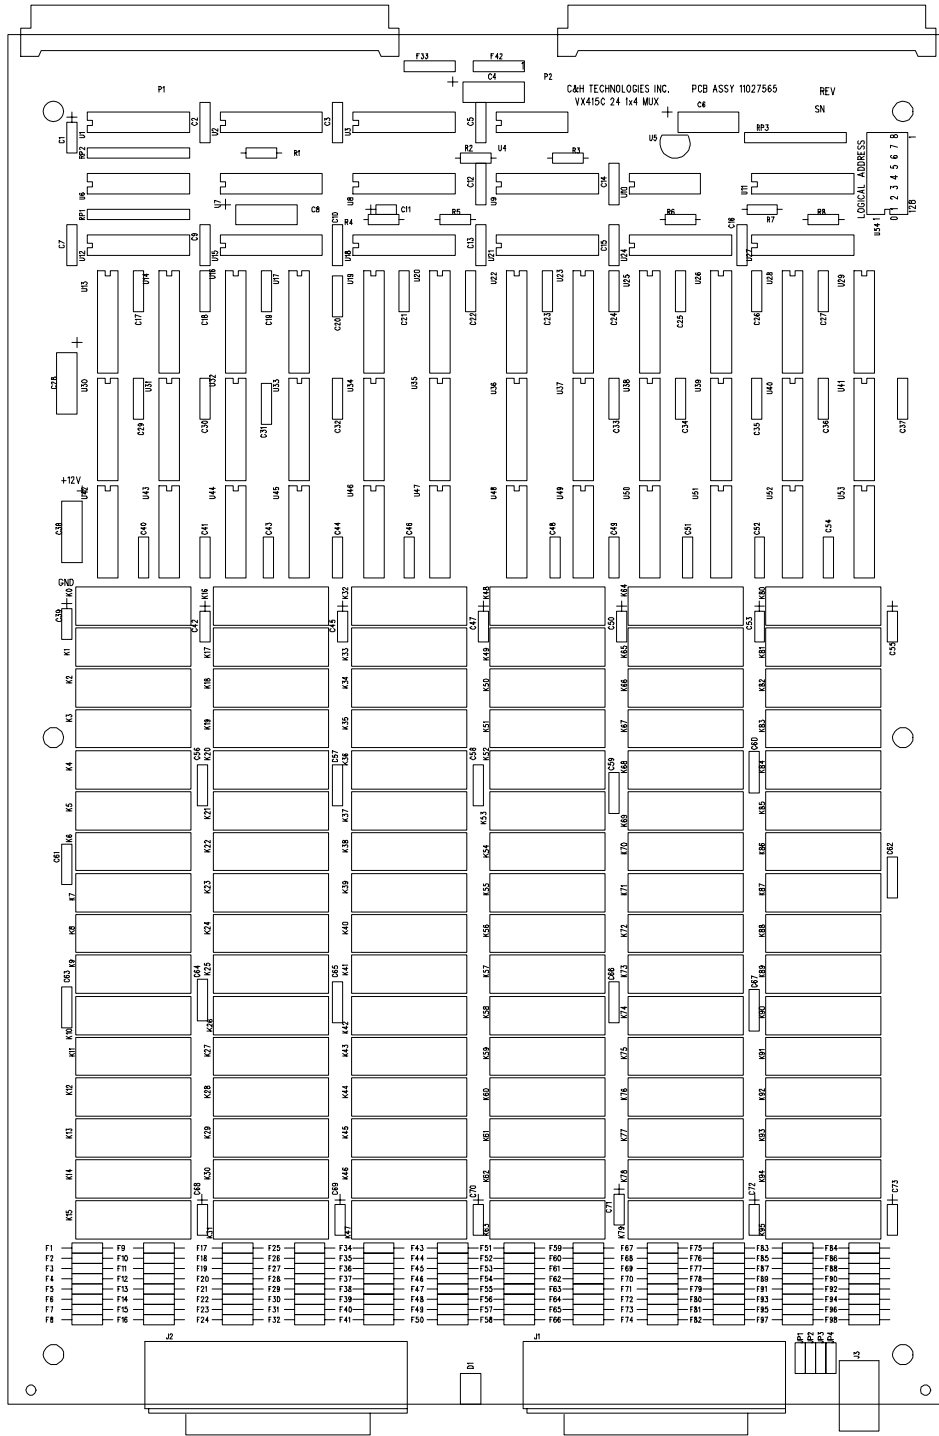 F33 F42
C4 P2
P1 C&H TECHNOLOGIES INC. PCB ASSY 11027565 REV
VX415C 24 1x4 MUX SN
C1 U1 C2 U2 C3 U3 C5 C6 U5 RP3
RP2 R1 R2 U4 R3
LOGICAL ADDRESS
1 2 3 4 5 6 7 8
0 1
1 128
U54
U6 U7 U8 C12 U9 C14 U10 U11
RP1 C8 C10 R4 C11 R5 R6 R7 R8
C7 U12 C9 U15 U18 C13 U21 C15 U24 C16 U27
U13 U14 U16 U17 U19 U20 U22 U23 U25 U26 U28 U29
C17 C18 C19 C20 C21 C22 C23 C24 C25 C26 C27
C28 U30 U31 U32 U33 U34 U35 U36 U37 U38 U39 U40 U41
C29 C30 C31 C32 C33 C34 C35 C36 C37
+12V
U42 U43 U44 U45 U46 U47 U48 U49 U50 U51 U52 U53
C38 C40 C41 C43 C44 C46 C48 C49 C51 C52 C54
GND
K0 K16 K32 K48 K64 K80
C39 C42 C45 C47 C50 C53 C55
K1 K17 K33 K49 K65 K81
K2 K18 K34 K50 K66 K82
K3 K19 K35 K51 K67 K83
K4 C56 K20 C57 K36 C58 K52 C59 K68 C60 K84
K5 K21 K37 K53 K69 K85
K6 K22 K38 K54 K70 K86
C61 C62
K7 K23 K39 K55 K71 K87
K8 K24 K40 K56 K72 K88
K9 K25 K41 K57 K73 K89
C63 C64 C65 C66 C67
K10 K26 K42 K58 K74 K90
K11 K27 K43 K59 K75 K91
K12 K28 K44 K60 K76 K92
K13 K29 K45 K61 K77 K93
K14 K30 K46 K62 K78 K94
C68 C69 C70 C71 C72 C73
K15 K31 K47 K63 K79 K95
F1 F9 F17 F25 F34 F43 F51 F59 F67 F75 F83 F84
F2 F10 F18 F26 F35 F44 F52 F60 F68 F76 F85 F86
F3 F11 F19 F27 F36 F45 F53 F61 F69 F77 F87 F88
F4 F12 F20 F28 F37 F46 F54 F62 F70 F78 F89 F90
F5 F13 F21 F29 F38 F47 F55 F63 F71 F79 F91 F92
F6 F14 F22 F30 F39 F48 F56 F64 F72 F80 F93 F94
F7 F15 F23 F31 F40 F49 F57 F65 F73 F81 F95 F96
F8 F16 F24 F32 F41 F50 F58 F66 F74 F82 F97 F98
J2 J1 JP1 JP2 JP3 JP4
D1 J3